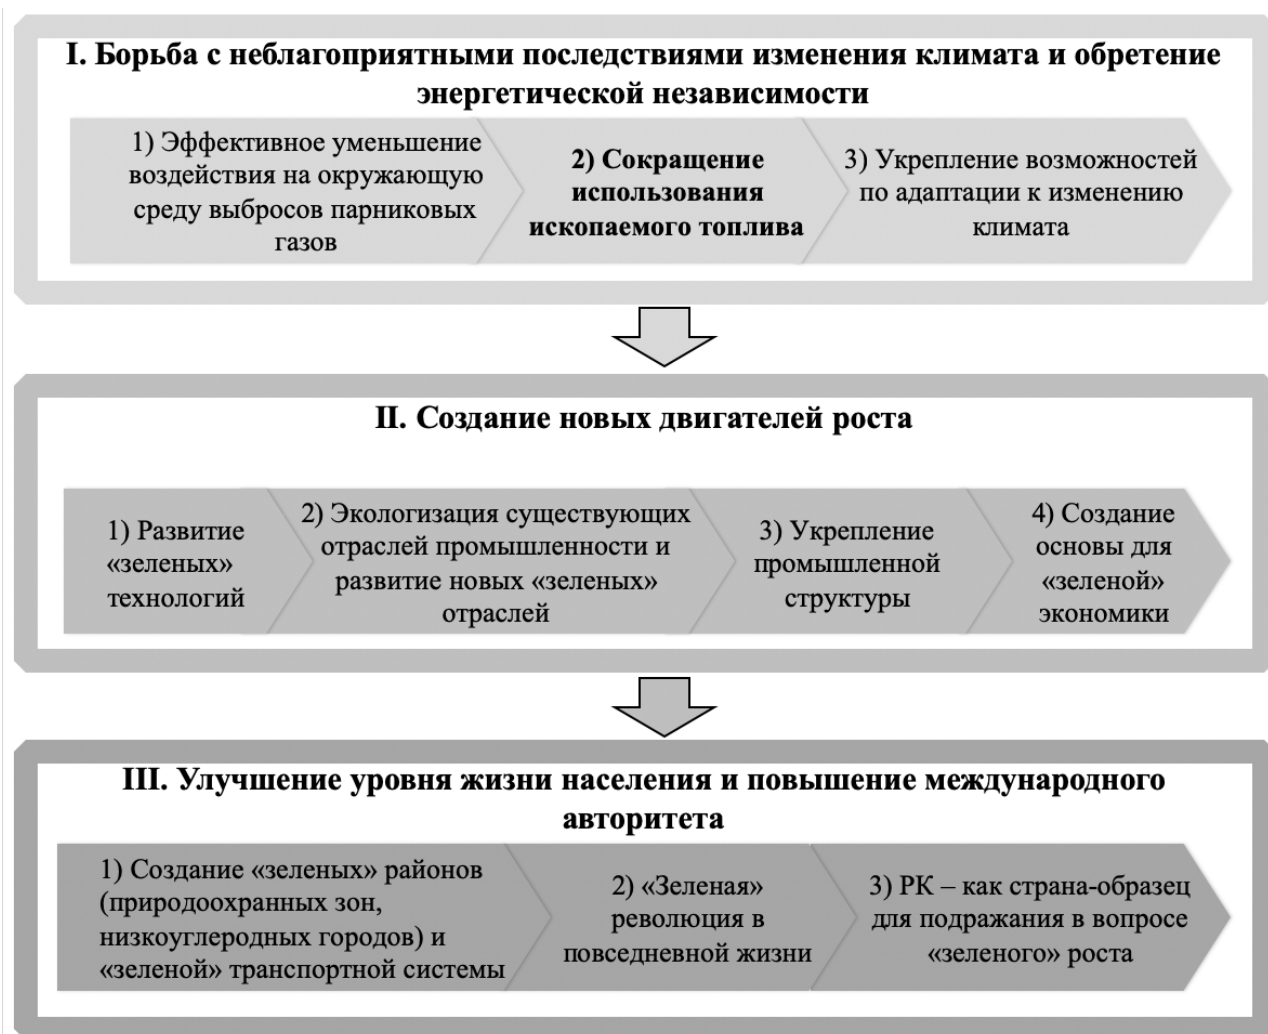 I. Борьба с неблагоприятными последствиями изменения климата и обретение
энергетической независимости
1) Эффективное уменьшение
воздействия на окружающую
среду выбросов парниковых
газов
2) Сокращение
использования
ископаемого топлива
3) Укрепление возможностей
по адаптации к изменению
климата
II. Создание новых двигателей роста
1) Развитие
«зеленых»
технологий
2) Экологизация существующих
отраслей промышленности и
развитие новых «зеленых»
отраслей
3) Укрепление
промышленной
структуры
4) Создание
основы для
«зеленой»
экономики
III. Улучшение уровня жизни населения и повышение международного
авторитета
1) Создание «зеленых» районов
(природоохранных зон,
низкоуглеродных городов) и
«зеленой» транспортной системы
2) «Зеленая»
революция в
повседневной жизни
3) РК – как страна-образец
для подражания в вопросе
«зеленого» роста